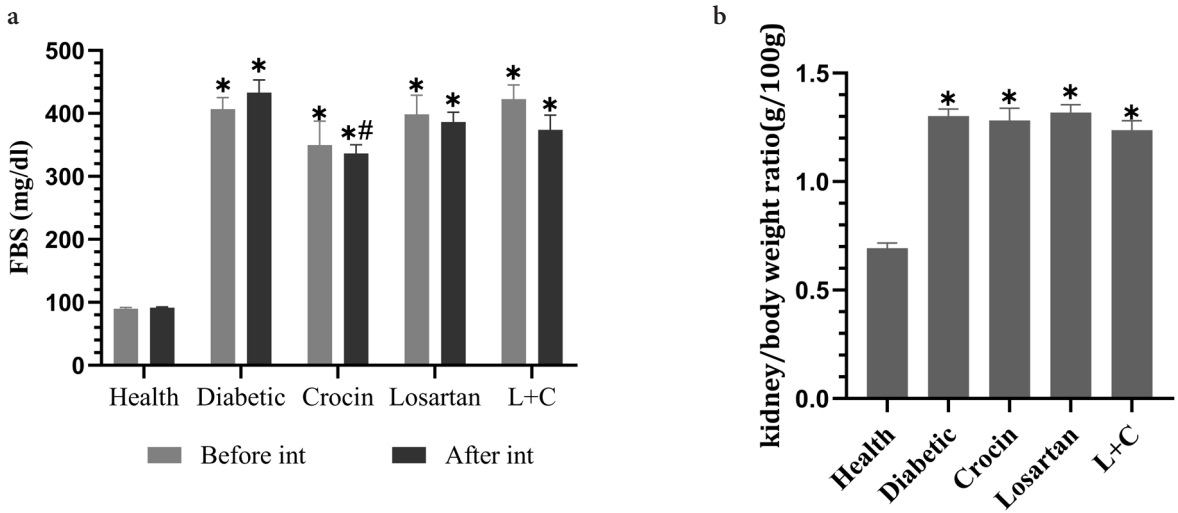 a
FBS (mg/dl)
500
400
300
200
100
0
*
*
*
*#
*
*
*
*
Health Diabetic Crocin Losartan L+C
Before int After int
b
kidney/body weight ratio(g/100g)
1.5
1.0
0.5
0.0
*
*
*
*
Health
Diabetic
Crocin
Losartan
L+C